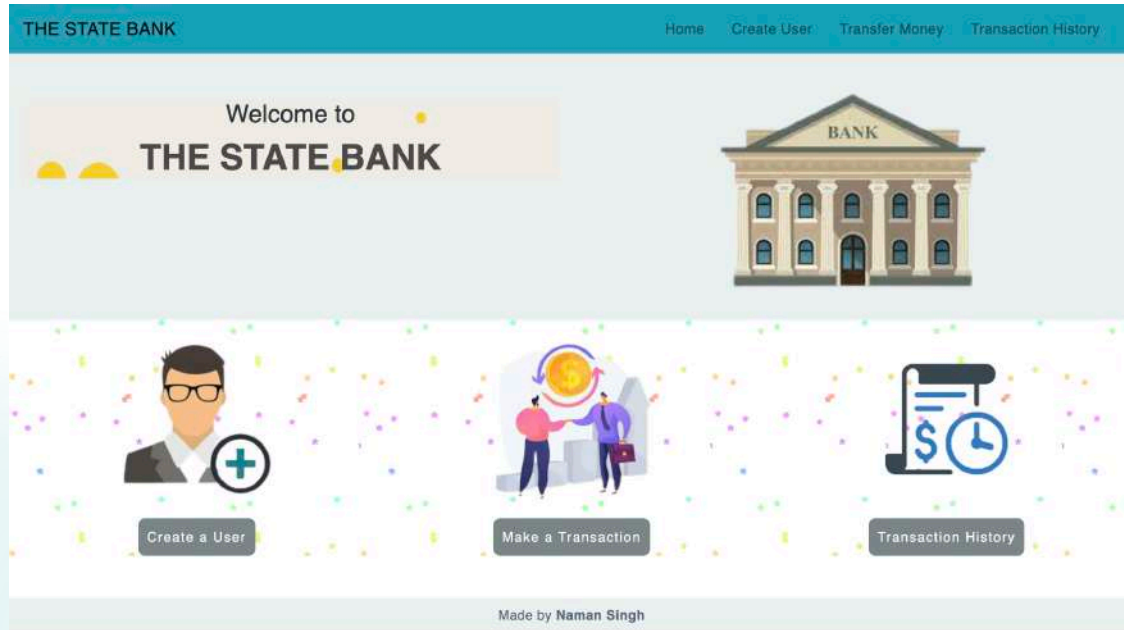 THE STATE BANK
Home Create User Transfer Money Transaction History
Welcome to
THE STATE BANK
BANK
$
$
Create a User
Make a Transaction
Transaction History
Made by Naman Singh